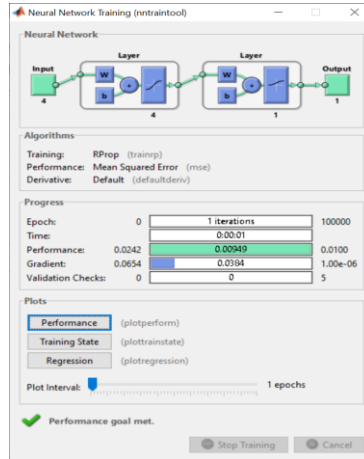 Neural Network Training (nntraintool)
Neural Network
Layer Layer
Input Output
W W
b b
+ +
4 1
4 1
Algorithms
Training: RProp (trainrp)
Performance: Mean Squared Error (mse)
Derivative: Default (defaultderiv)
Progress
Epoch: 0 1 iterations 100000
Time: 0:00:01
Performance: 0.0242 0.00949 0.0100
Gradient: 0.0654 0.0384 1.00e-06
Validation Checks: 0 0 5
Plots
Performance (plotperform)
Training State (plottrainstate)
Regression (plotregression)
Plot Interval: 1 epochs
Performance goal met.
Stop Training Cancel